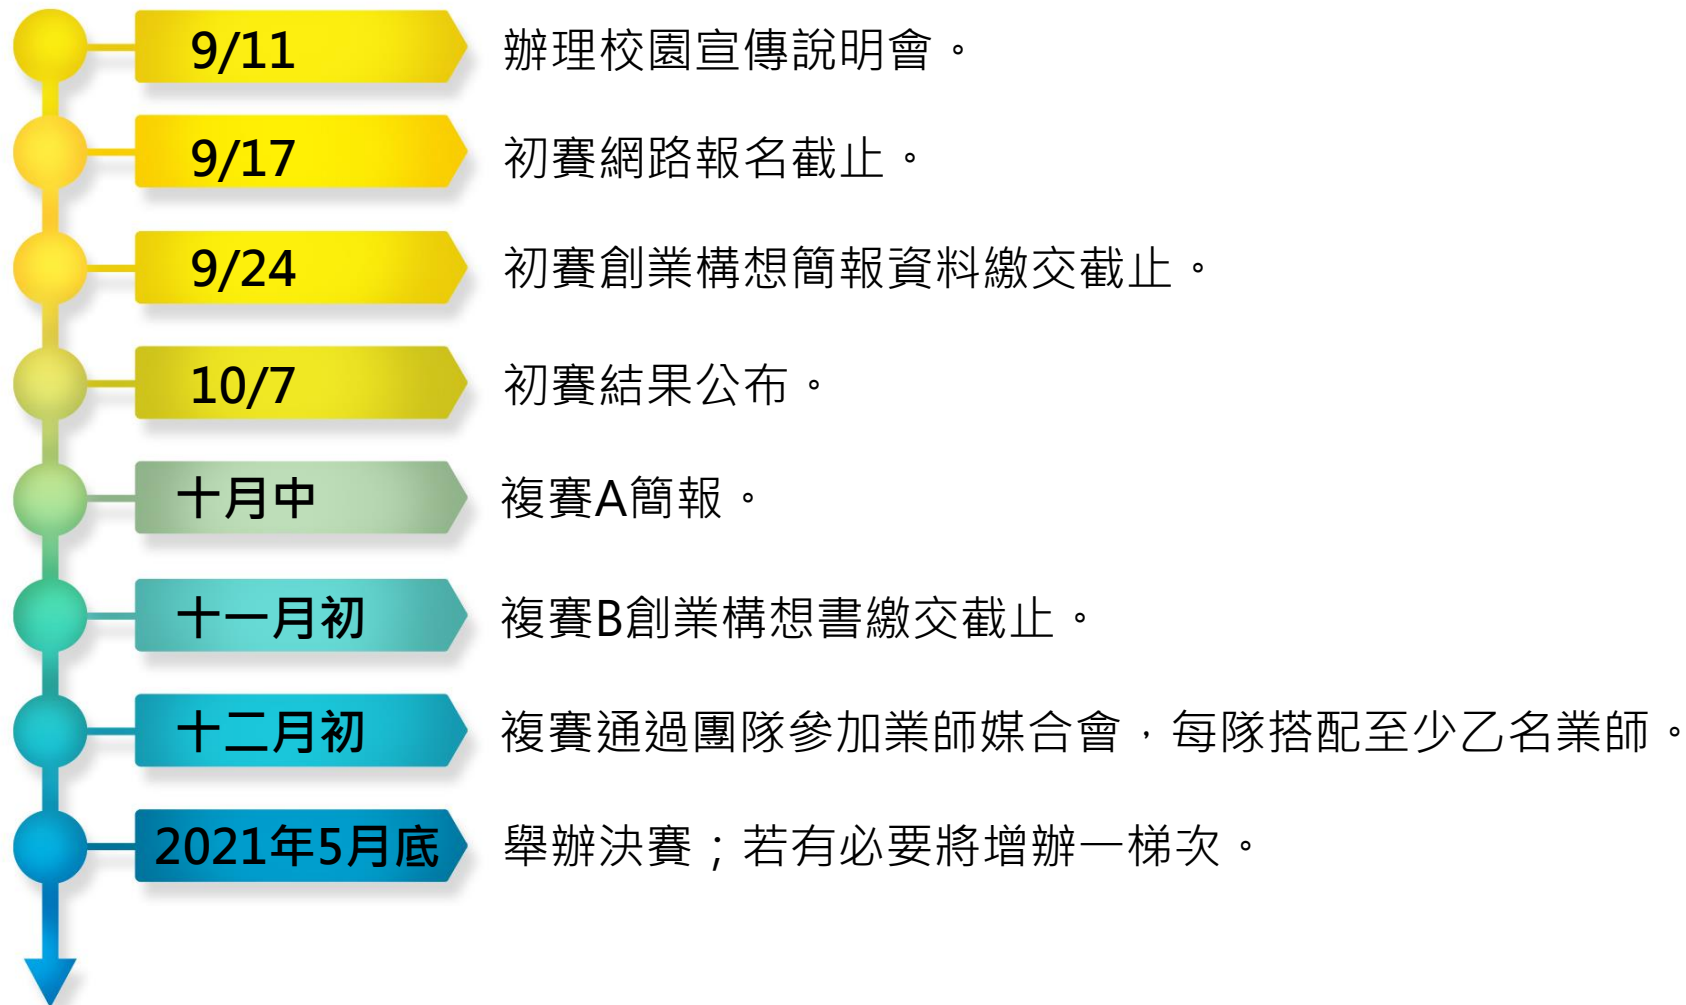 9/11 辦理校園宣傳說明會。
9/17 初賽網路報名截止。
9/24 初賽創業構想簡報資料繳交截止。
10/7 初賽結果公布。
十月中 複賽A簡報。
十一月初 複賽B創業構想書繳交截止。
十二月初 複賽通過團隊參加業師媒合會，每隊搭配至少乙名業師。
2021年5月底 舉辦決賽；若有必要將增辦一梯次。